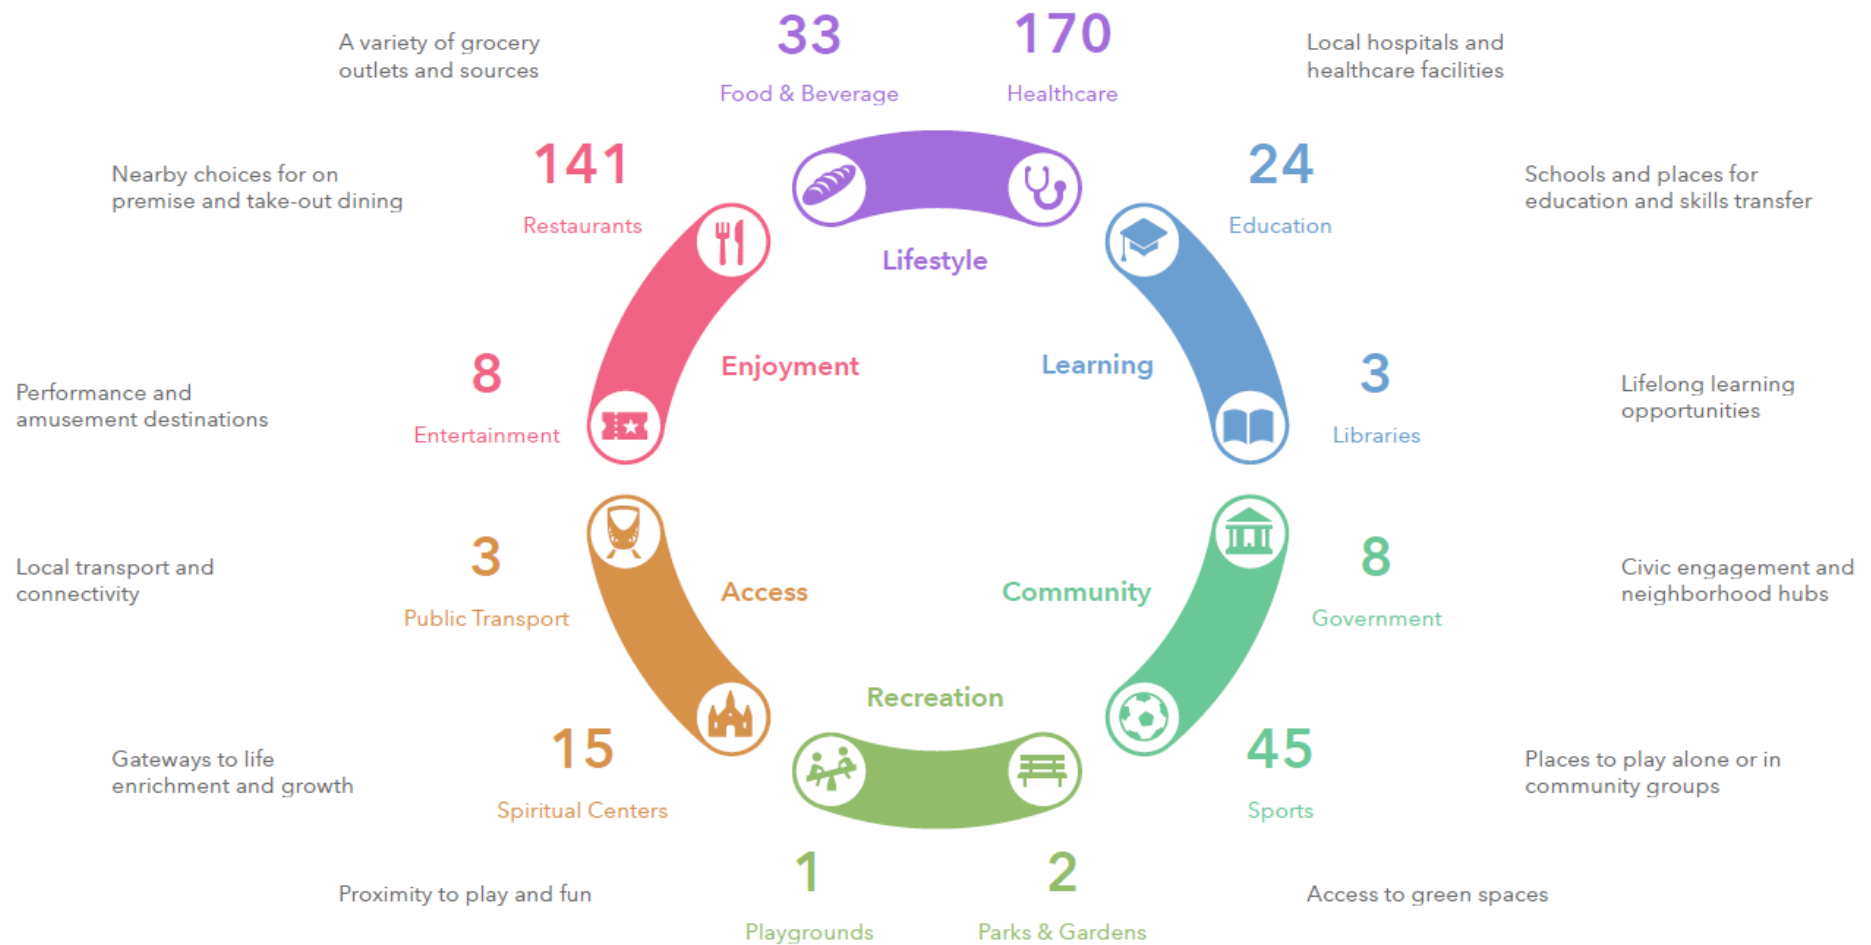 33
Food & Beverage
A variety of grocery
outlets and sources
170
Healthcare
Local hospitals and
healthcare facilities
Lifestyle
141
Restaurants
Nearby choices for on
premise and take-out dining
24
Education
Schools and places for
education and skills transfer
Enjoyment
Learning
8
Entertainment
Performance and
amusement destinations
3
Libraries
Lifelong learning
opportunities
3
Public Transport
Local transport and
connectivity
Access
Community
8
Government
Civic engagement and
neighborhood hubs
Recreation
15
Spiritual Centers
Gateways to life
enrichment and growth
45
Sports
Places to play alone or in
community groups
1
Playgrounds
Proximity to play and fun
2
Parks & Gardens
Access to green spaces